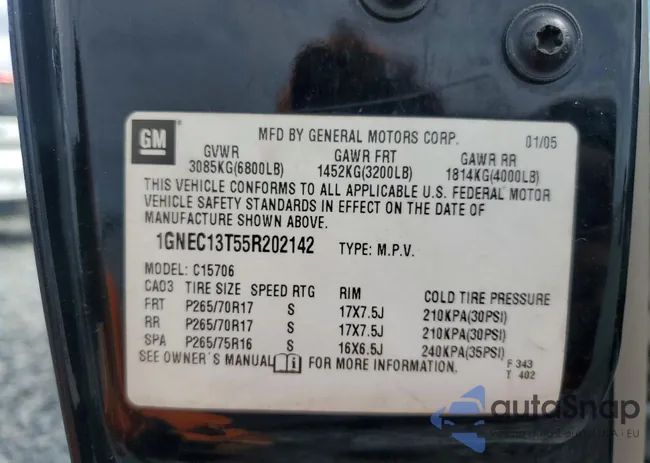 GM
MFD BY GENERAL MOTORS CORP. 01/05
GVWR GAWR FRT GAWR RR
3085KG(6800LB) 1452KG(3200LB) 1814KG(4000LB)
THIS VEHICLE CONFORMS TO ALL APPLICABLE U.S. FEDERAL MOTOR
VEHICLE SAFETY STANDARDS IN EFFECT ON THE DATE OF
MANUFACTURE SHOWN ABOVE.
1GNEC13T55R202142 TYPE: M.P.V.
MODEL: C15706
CA03 TIRE SIZE SPEED RTG RIM COLD TIRE PRESSURE
FRT P265/70R17 S 17X7.5J 210KPA(30PSI)
RR P265/70R17 S 17X7.5J 210KPA(30PSI)
SPA P265/75R16 S 16X6.5J 240KPA(35PSI)
SEE OWNER'S MANUAL i FOR MORE INFORMATION.
F 343
T 402
autoSnap